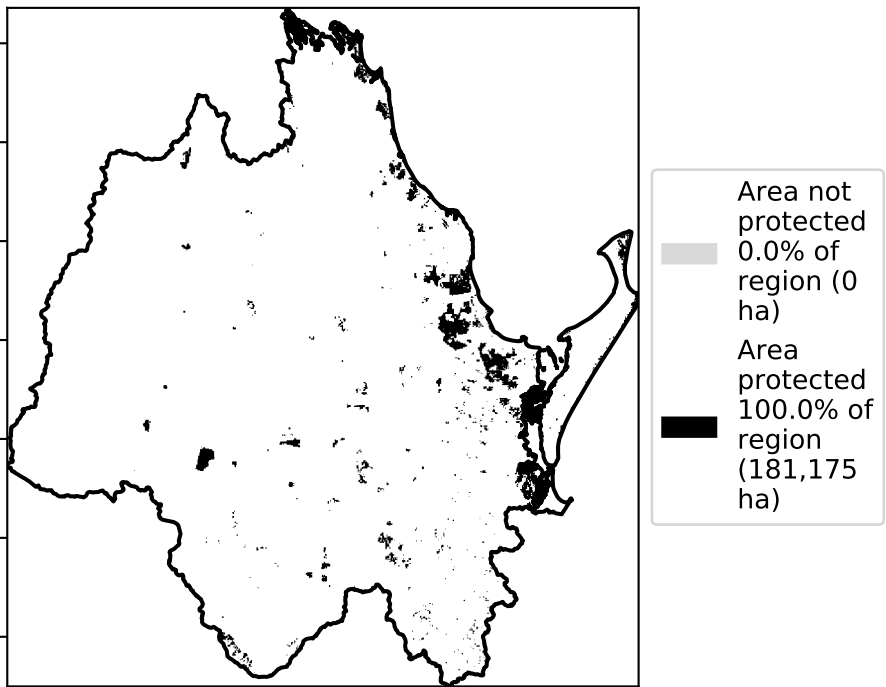 Area not
protected
0.0% of
region (0
ha)
Area
protected
100.0% of
region
(181,175
ha)